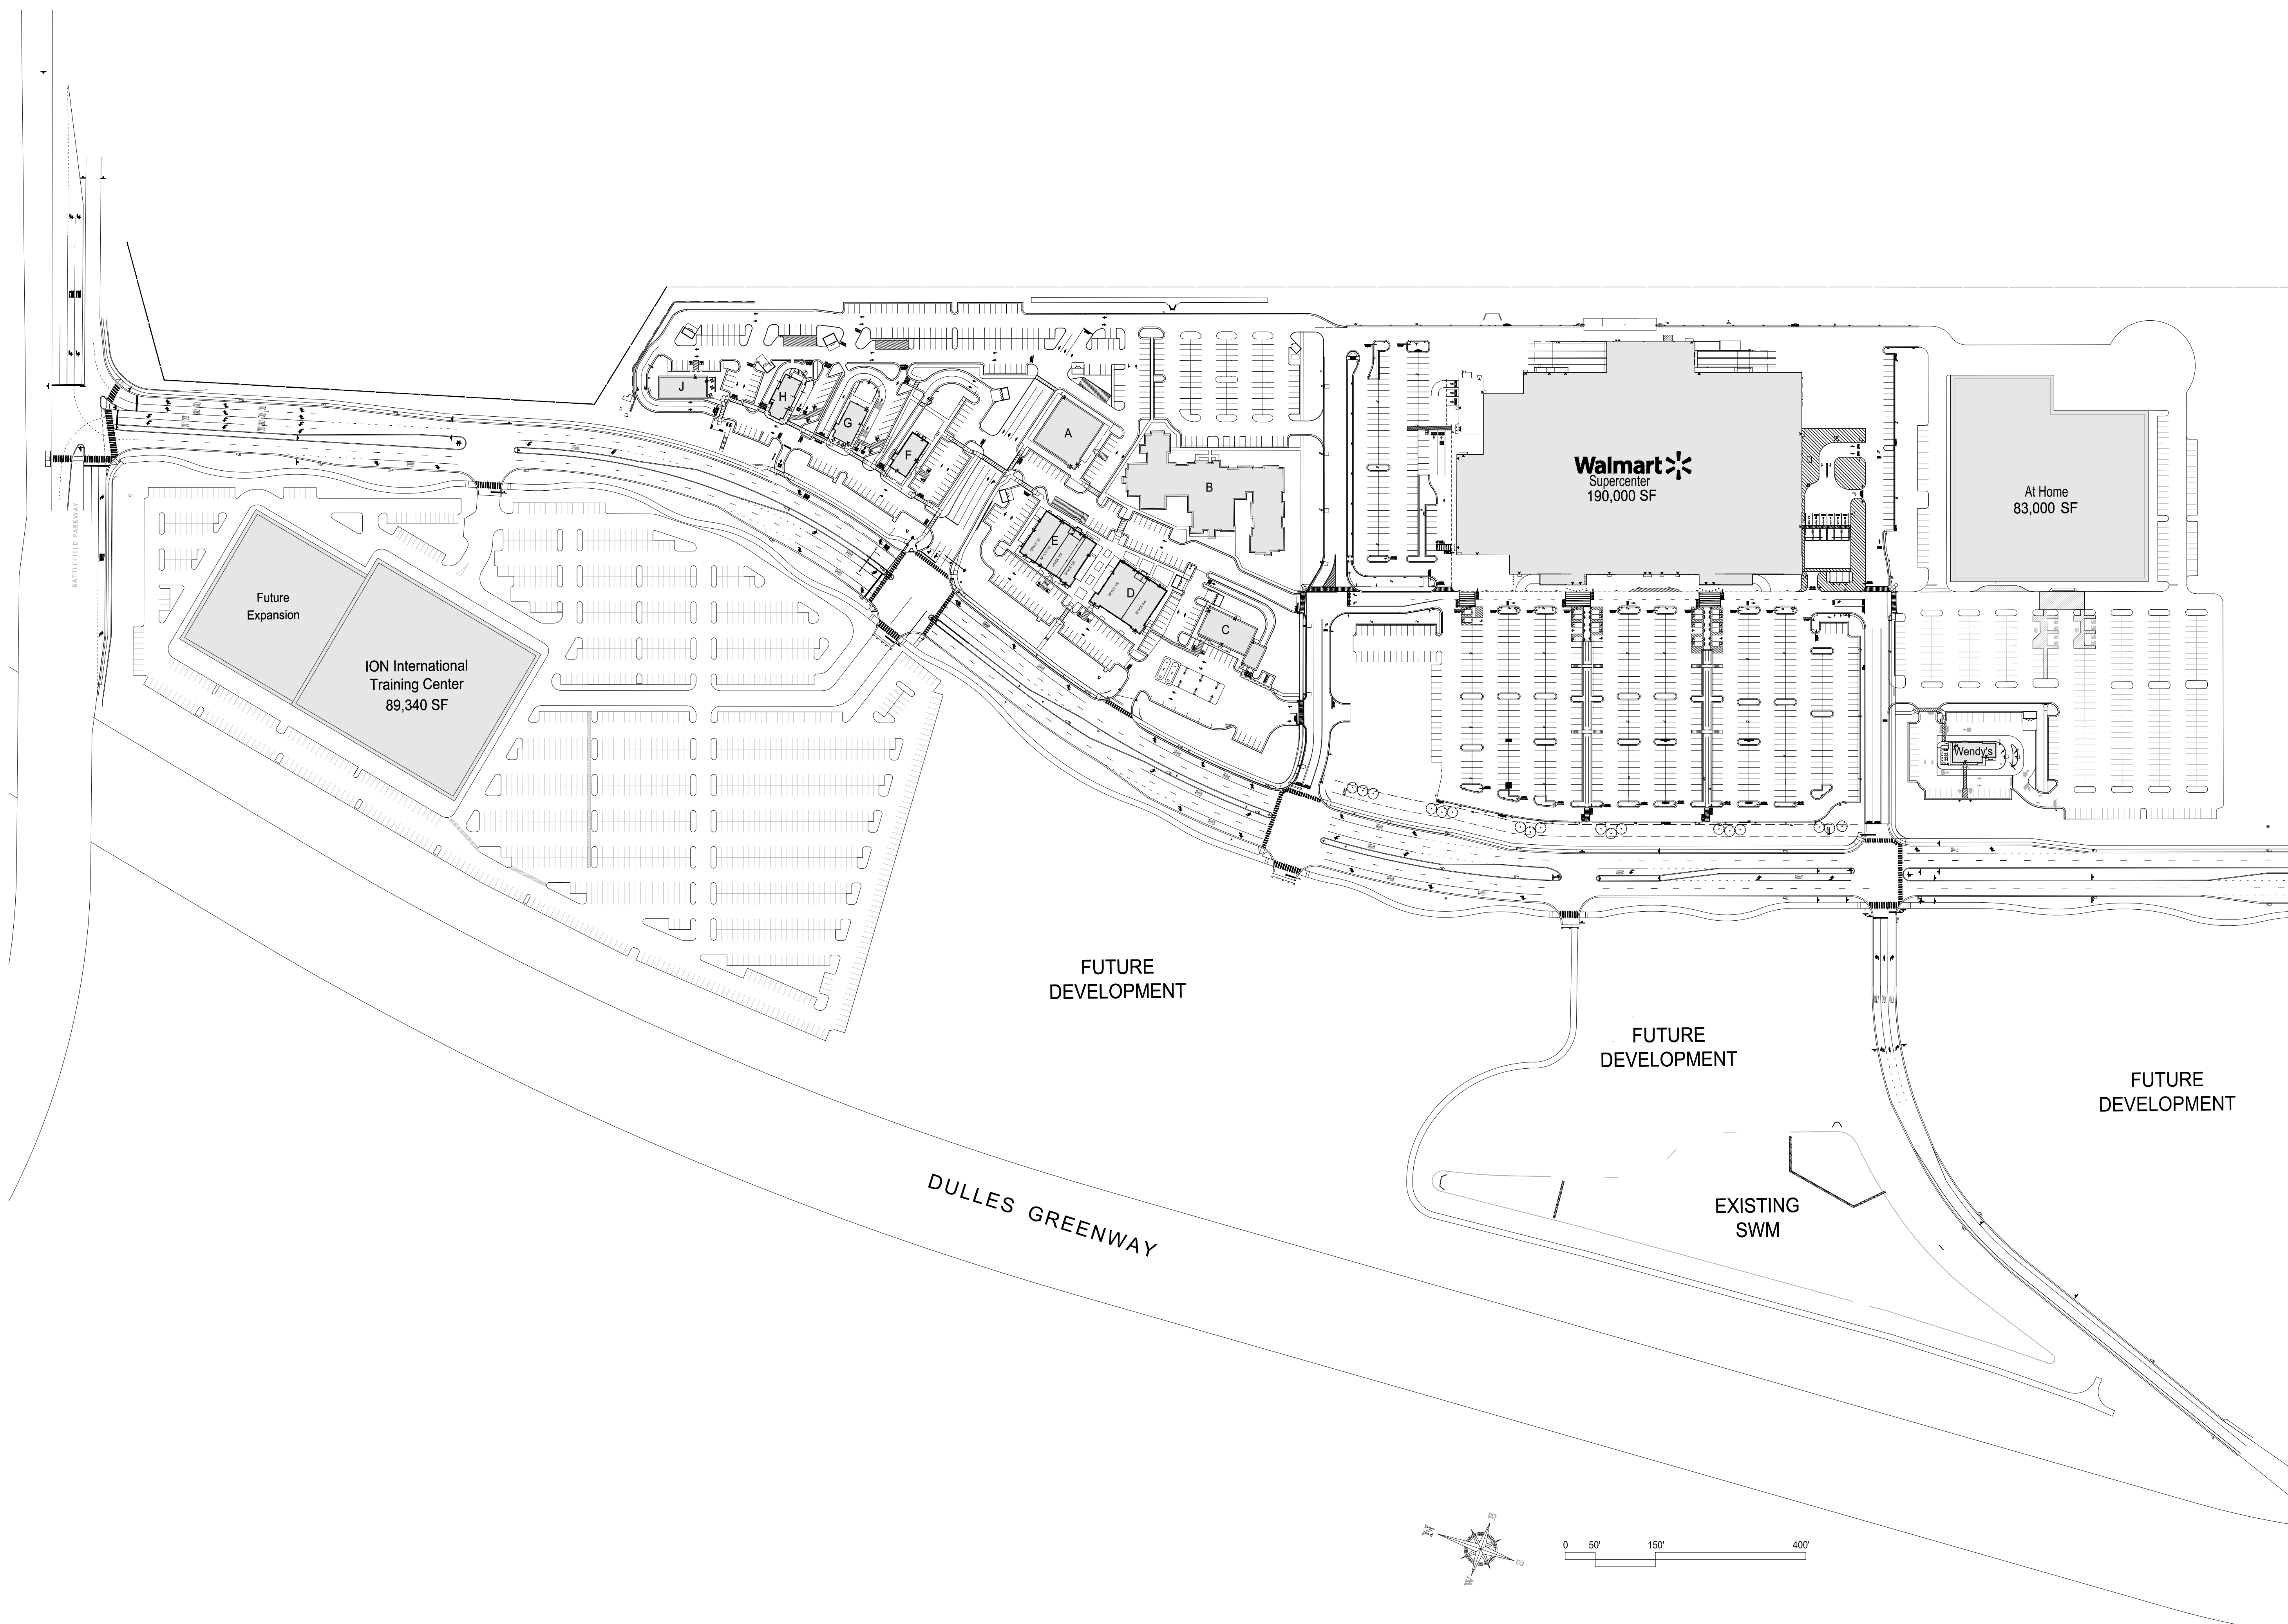 J
H
G
F
A
B
E
D
C
Walmart
Supercenter
190,000 SF
At Home
83,000 SF
Wendy's
BATTLEFIELD PARKWAY
Future
Expansion
ION International
Training Center
89,340 SF
FUTURE
DEVELOPMENT
FUTURE
DEVELOPMENT
FUTURE
DEVELOPMENT
EXISTING
SWM
DULLES GREENWAY
N
E
S
W
0 50' 150' 400'